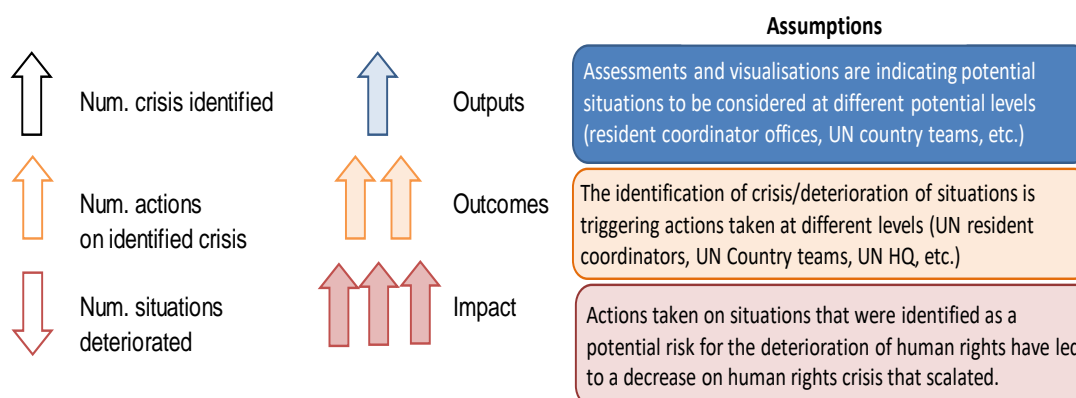 Assumptions
Num. crisis identified
Outputs
Assessments and visualisations are indicating potential
situations to be considered at different potential levels
(resident coordinator offices, UN country teams, etc.)
Num. actions
on identified crisis
Outcomes
The identification of crisis/deterioration of situations is
triggering actions taken at different levels (UN resident
coordinators, UN Country teams, UN HQ, etc.)
Num. situations
deteriorated
Impact
Actions taken on situations that were identified as a
potential risk for the deterioration of human rights have led
to a decrease on human rights crisis that scalated.